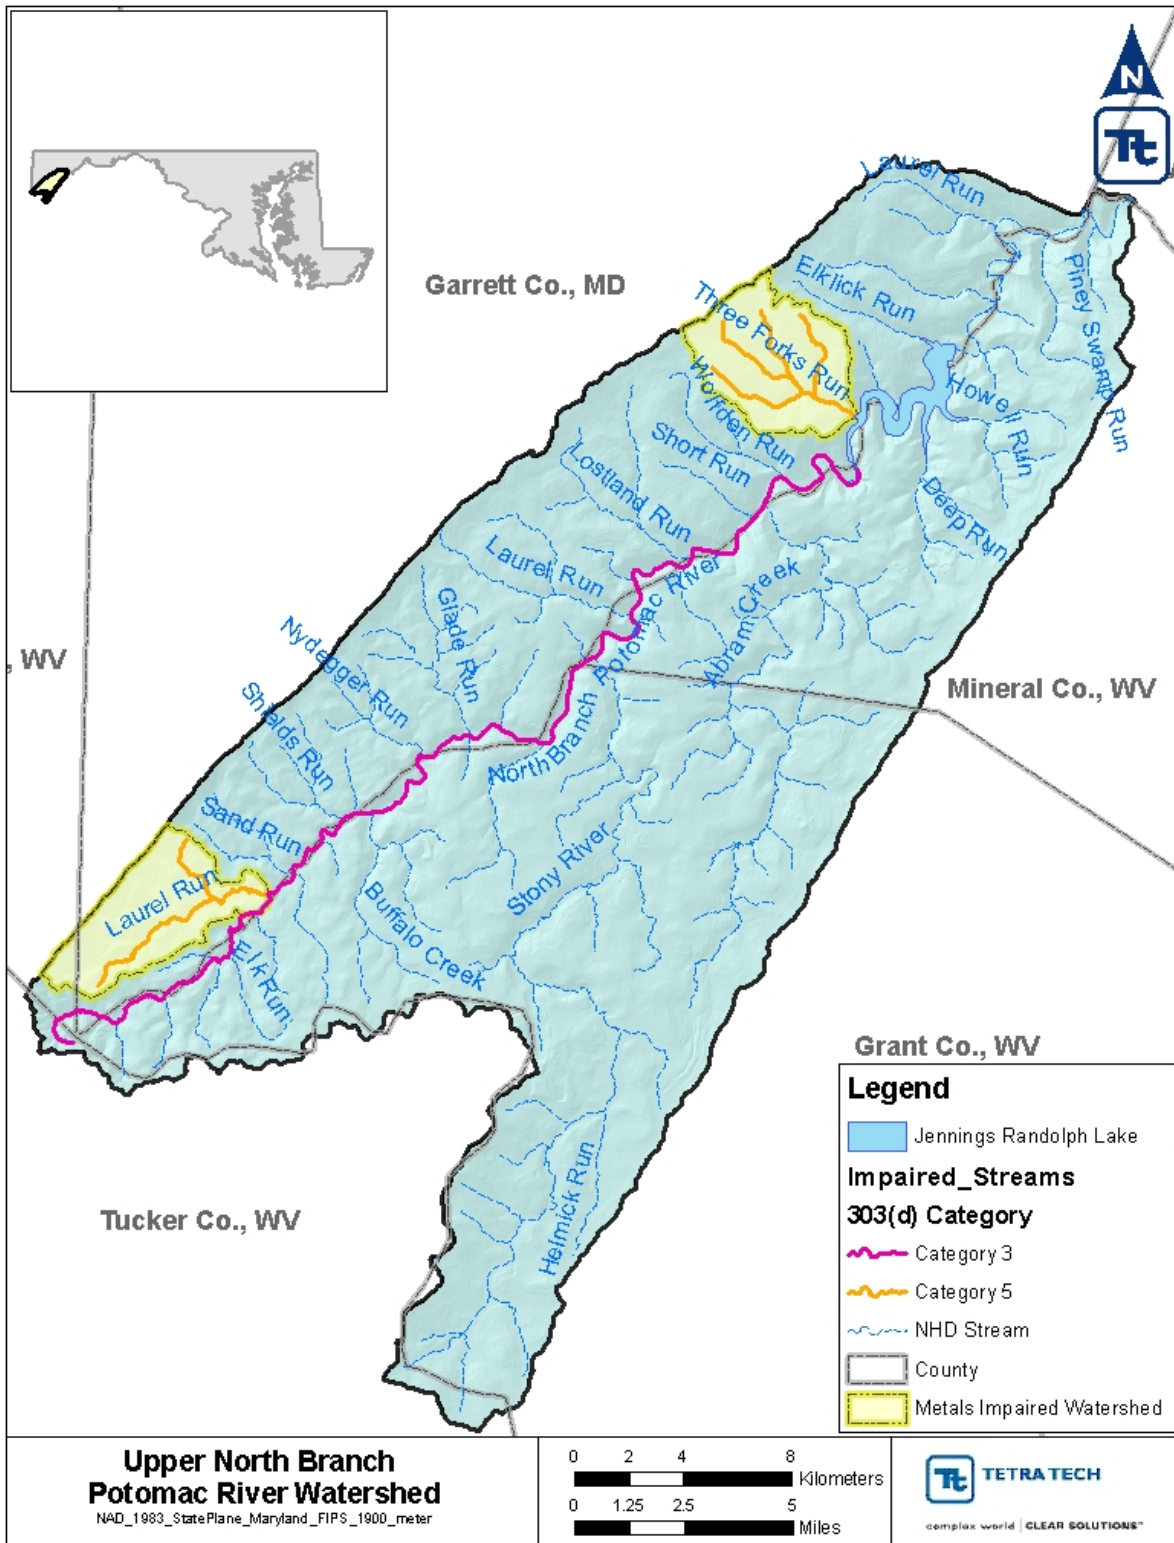 N
Tt
Laurel Run
Garrett Co., MD
Elklick Run
Piney Swamp Run
Three Forks Run
Howell Run
Wolfden Run
Short Run
Lostland Run
Deep Run
Laurel Run
Glade Run
Abram Creek
Nydegger Run
, WV
Shields Run
Mineral Co., WV
North Branch Potomac River
Sand Run
Stony River
Laurel Run
Buffalo Creek
Elk Run
Grant Co., WV
Tucker Co., WV
Helmick Run
Legend
Jennings Randolph Lake
Impaired_Streams
303(d) Category
Category 3
Category 5
NHD Stream
County
Metals Impaired Watershed
Upper North Branch
Potomac River Watershed
NAD_1983_StatePlane_Maryland_FIPS_1900_meter
0 2 4 8
Kilometers
0 1.25 2.5 5
Miles
Tt TETRA TECH
complex world | CLEAR SOLUTIONS™